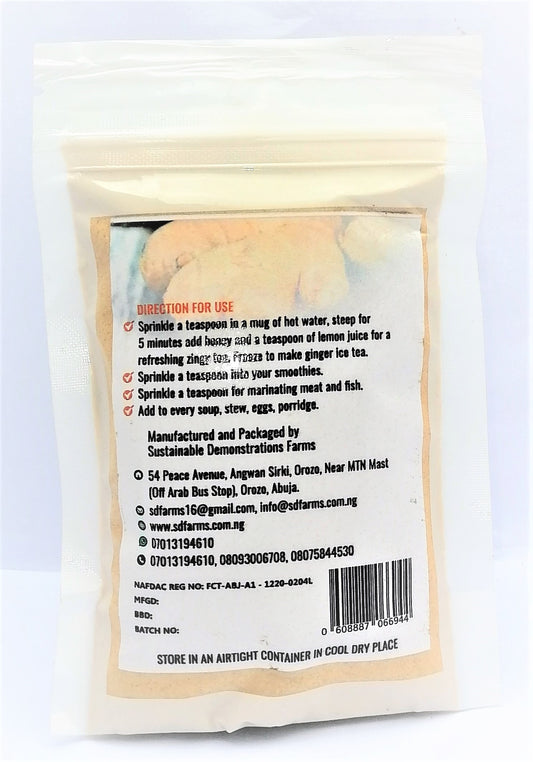 DIRECTION FOR USE
Sprinkle a teaspoon in a mug of hot water, steep for
5 minutes add honey and a teaspoon of lemon juice for a
refreshing zingy tea. Freeze to make ginger ice tea.
Sprinkle a teaspoon into your smoothies.
Sprinkle a teaspoon for marinating meat and fish.
Add to every soup, stew, eggs, porridge.
Manufactured and Packaged by
Sustainable Demonstrations Farms
54 Peace Avenue, Angwan Sirki, Orozo, Near MTN Mast
(Off Arab Bus Stop), Orozo, Abuja.
sdfarms16@gmail.com, info@sdfarms.com.ng
www.sdfarms.com.ng
07013194610
07013194610, 08093006708, 08075844530
NAFDAC REG NO: FCT-ABJ-A1 - 1220-0204L
MFGD:
BBD:
BATCH NO:
0 608887 066944
STORE IN AN AIRTIGHT CONTAINER IN COOL DRY PLACE